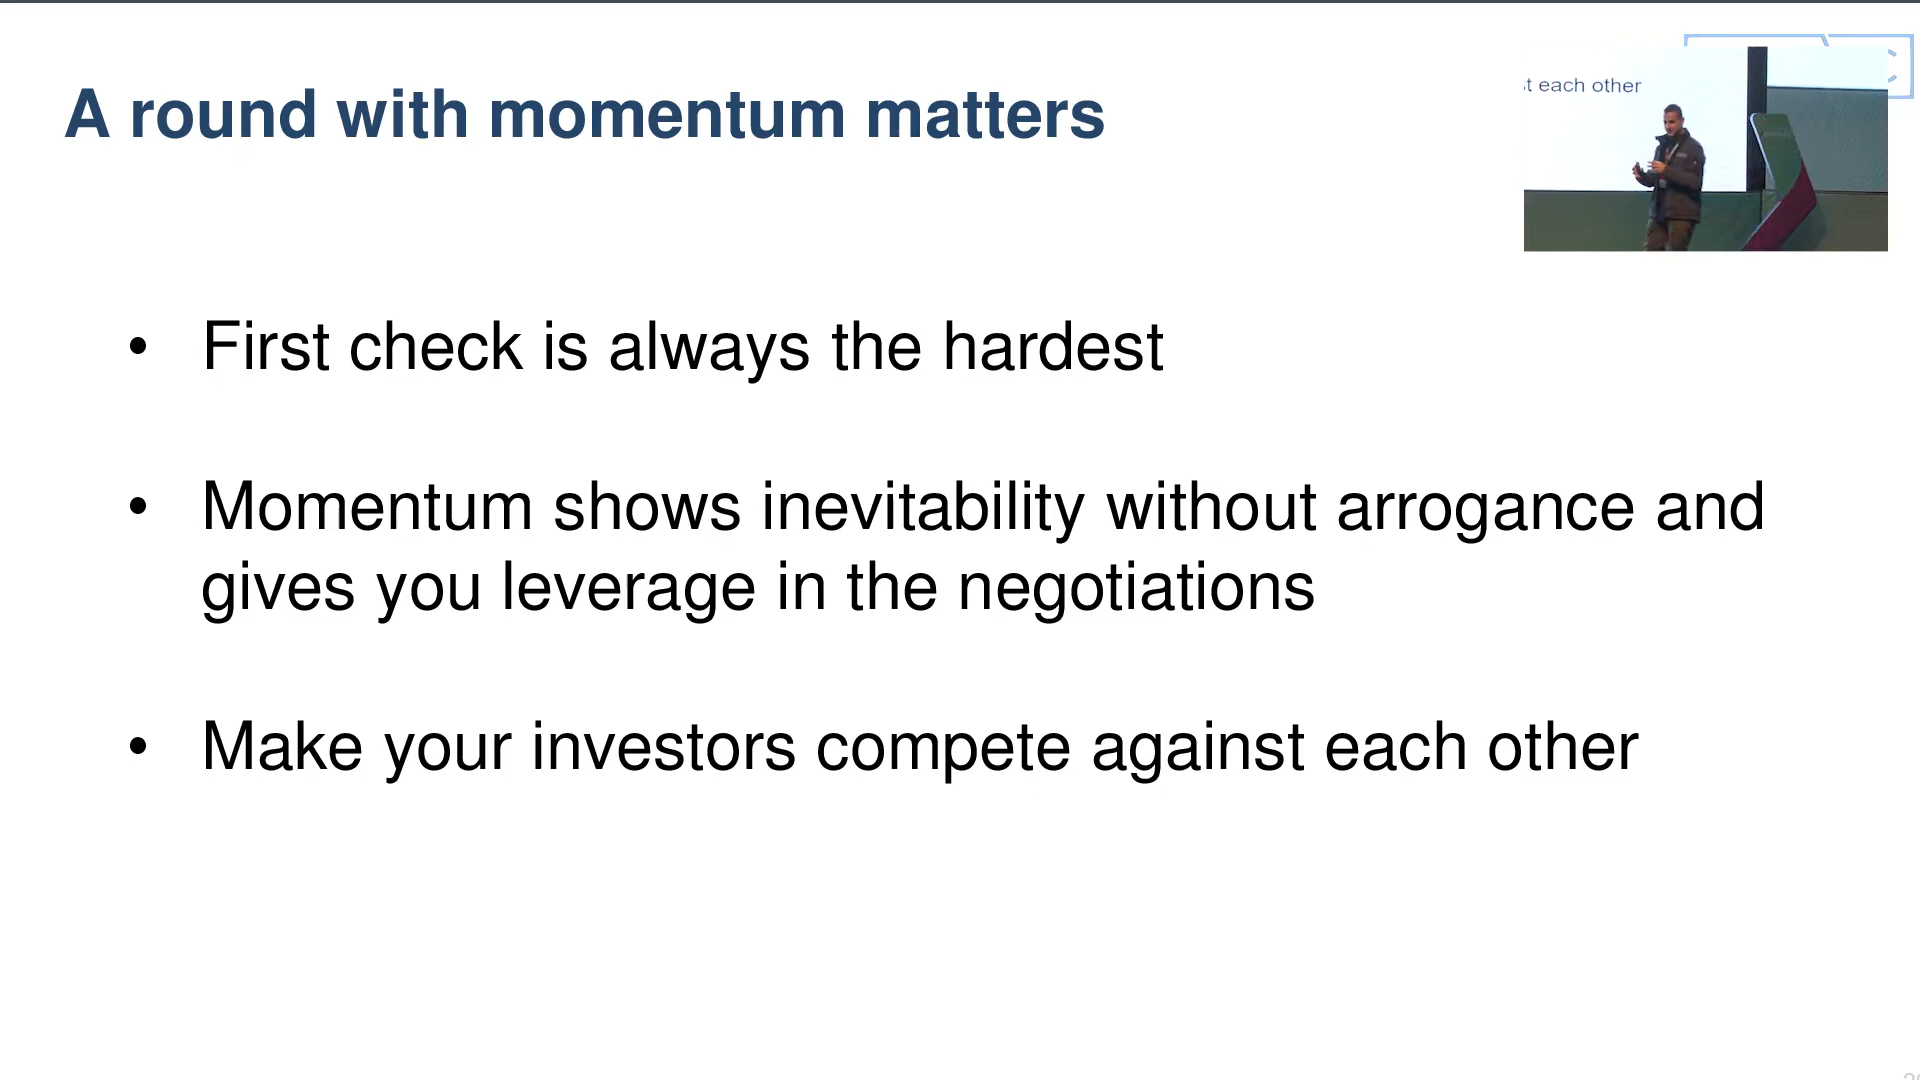 A round with momentum matters
t each other
• First check is always the hardest
• Momentum shows inevitability without arrogance and
gives you leverage in the negotiations
• Make your investors compete against each other